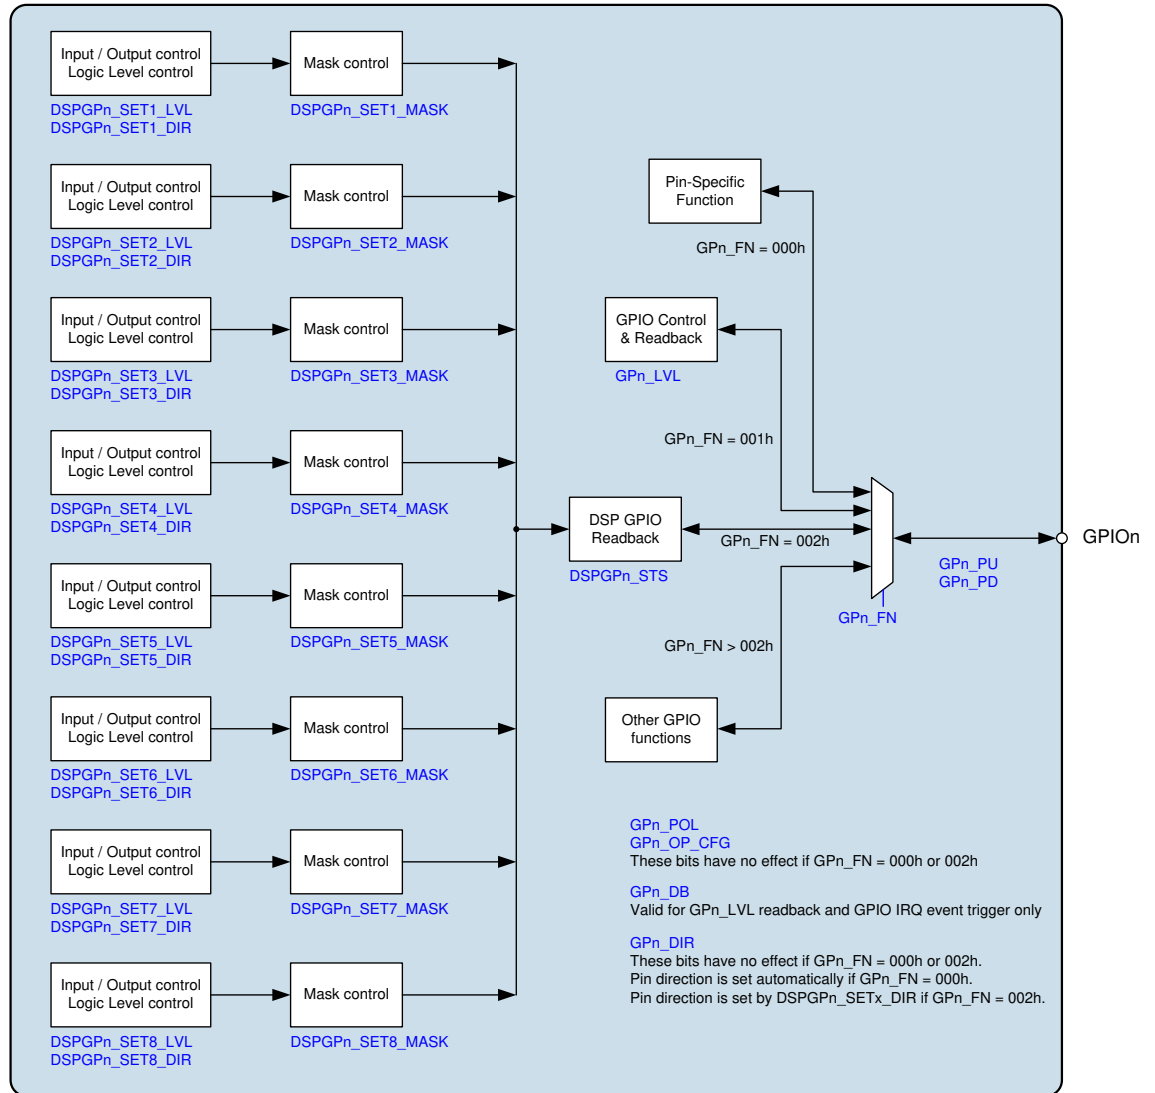 Input / Output control
Logic Level control
DSPGPn_SET1_LVL
DSPGPn_SET1_DIR
Mask control
DSPGPn_SET1_MASK
Input / Output control
Logic Level control
DSPGPn_SET2_LVL
DSPGPn_SET2_DIR
Mask control
DSPGPn_SET2_MASK
Input / Output control
Logic Level control
DSPGPn_SET3_LVL
DSPGPn_SET3_DIR
Mask control
DSPGPn_SET3_MASK
Input / Output control
Logic Level control
DSPGPn_SET4_LVL
DSPGPn_SET4_DIR
Mask control
DSPGPn_SET4_MASK
Input / Output control
Logic Level control
DSPGPn_SET5_LVL
DSPGPn_SET5_DIR
Mask control
DSPGPn_SET5_MASK
Input / Output control
Logic Level control
DSPGPn_SET6_LVL
DSPGPn_SET6_DIR
Mask control
DSPGPn_SET6_MASK
Input / Output control
Logic Level control
DSPGPn_SET7_LVL
DSPGPn_SET7_DIR
Mask control
DSPGPn_SET7_MASK
Input / Output control
Logic Level control
DSPGPn_SET8_LVL
DSPGPn_SET8_DIR
Mask control
DSPGPn_SET8_MASK
Pin-Specific
Function
GPn_FN = 000h
GPIO Control
& Readback
GPn_LVL
GPn_FN = 001h
DSP GPIO
Readback
DSPGPn_STS
GPn_FN = 002h
GPn_FN > 002h
Other GPIO
functions
GPn_FN
GPn_PU
GPn_PD
GPIOn
GPn_POL
GPn_OP_CFG
These bits have no effect if GPn_FN = 000h or 002h
GPn_DB
Valid for GPn_LVL readback and GPIO IRQ event trigger only
GPn_DIR
These bits have no effect if GPn_FN = 000h or 002h.
Pin direction is set automatically if GPn_FN = 000h.
Pin direction is set by DSPGPn_SETx_DIR if GPn_FN = 002h.